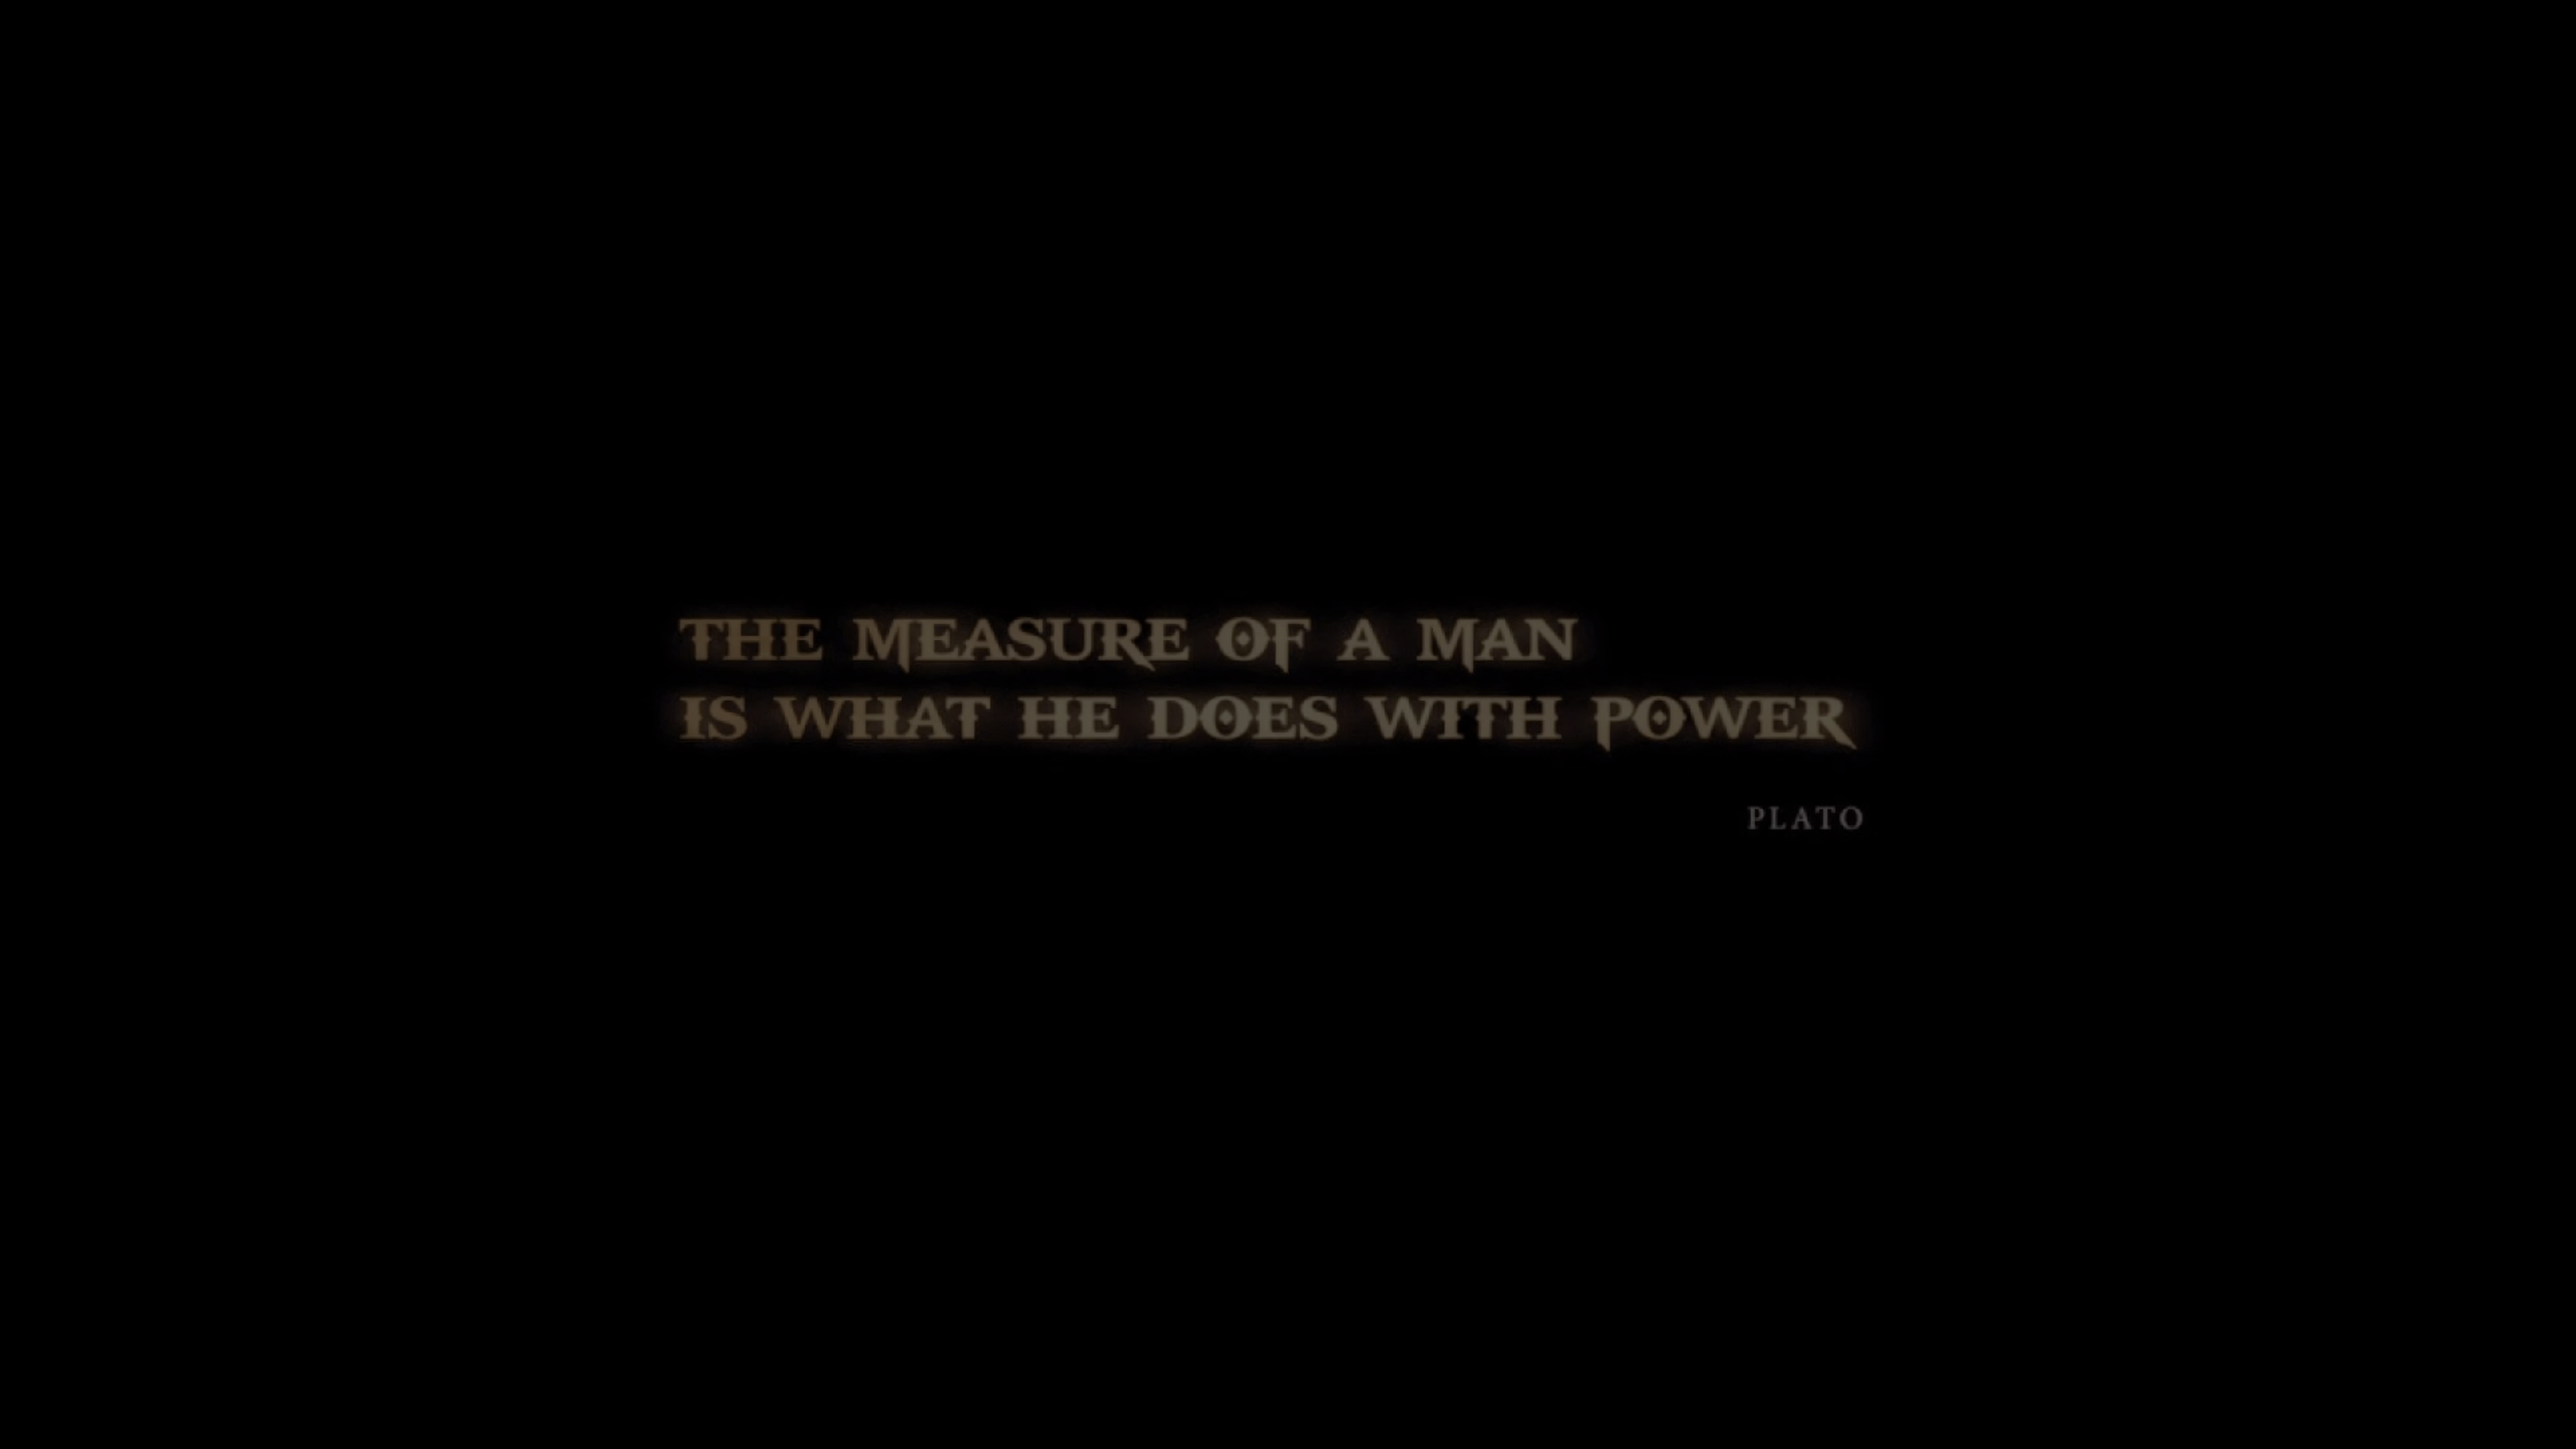 THE MEASURE OF A MAN
IS WHAT HE DOES WITH POWER
PLATO